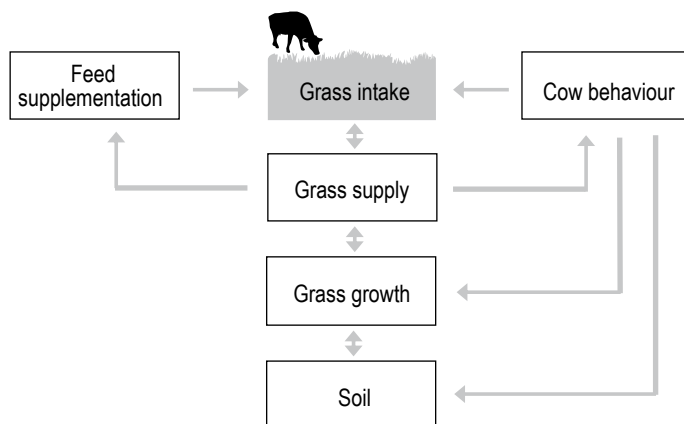 Feed
supplementation
Grass intake
Cow behaviour
Grass supply
Grass growth
Soil